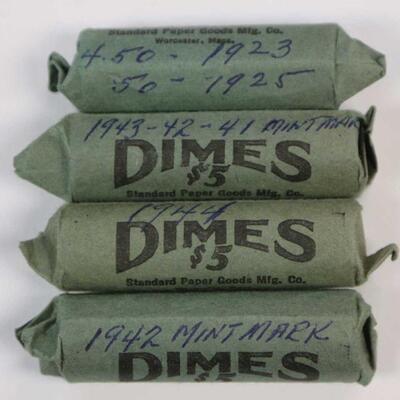 Standard Paper Goods Mfg. Co.
Worcester, Mass.
4.50 - 1923
.50 - 1925
1943-42-41 MINT MARK
DIMES
$5
Standard Paper Goods Mfg. Co.
1944
DIMES
$5
Standard Paper Goods Mfg. Co.
1942 MINT MARK
DIMES
$5